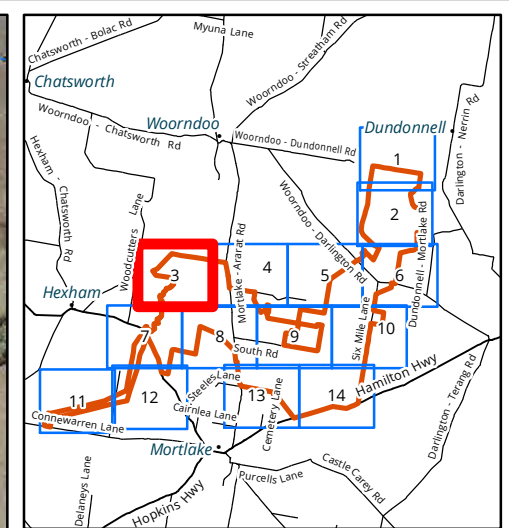 Myuna Lane
Chatsworth - Bolac Rd
Woorndoo - Streatham Rd
Chatsworth
Woorndoo - Chatsworth Rd
Woorndoo
Dundonnell
Darlington - Nerrin Rd
Woorndoo - Dundonnell Rd
Hexham - Chatsworth Rd
1
Woorndoo - Darlington Rd
Woodcutters Lane
2
Mortlake - Ararat Rd
Dundonnell - Mortlake Rd
3
4
5
6
Hexham
Six Mile Lane
7
8
9
10
South Rd
Steeles Lane
Hamilton Hwy
Darlington - Terang Rd
11
12
13
14
Cairnlea Lane
Cemetery Lane
Connewarren Lane
Mortlake
Castle Carey Rd
Purcells Lane
Delaneys Lane
Hopkins Hwy